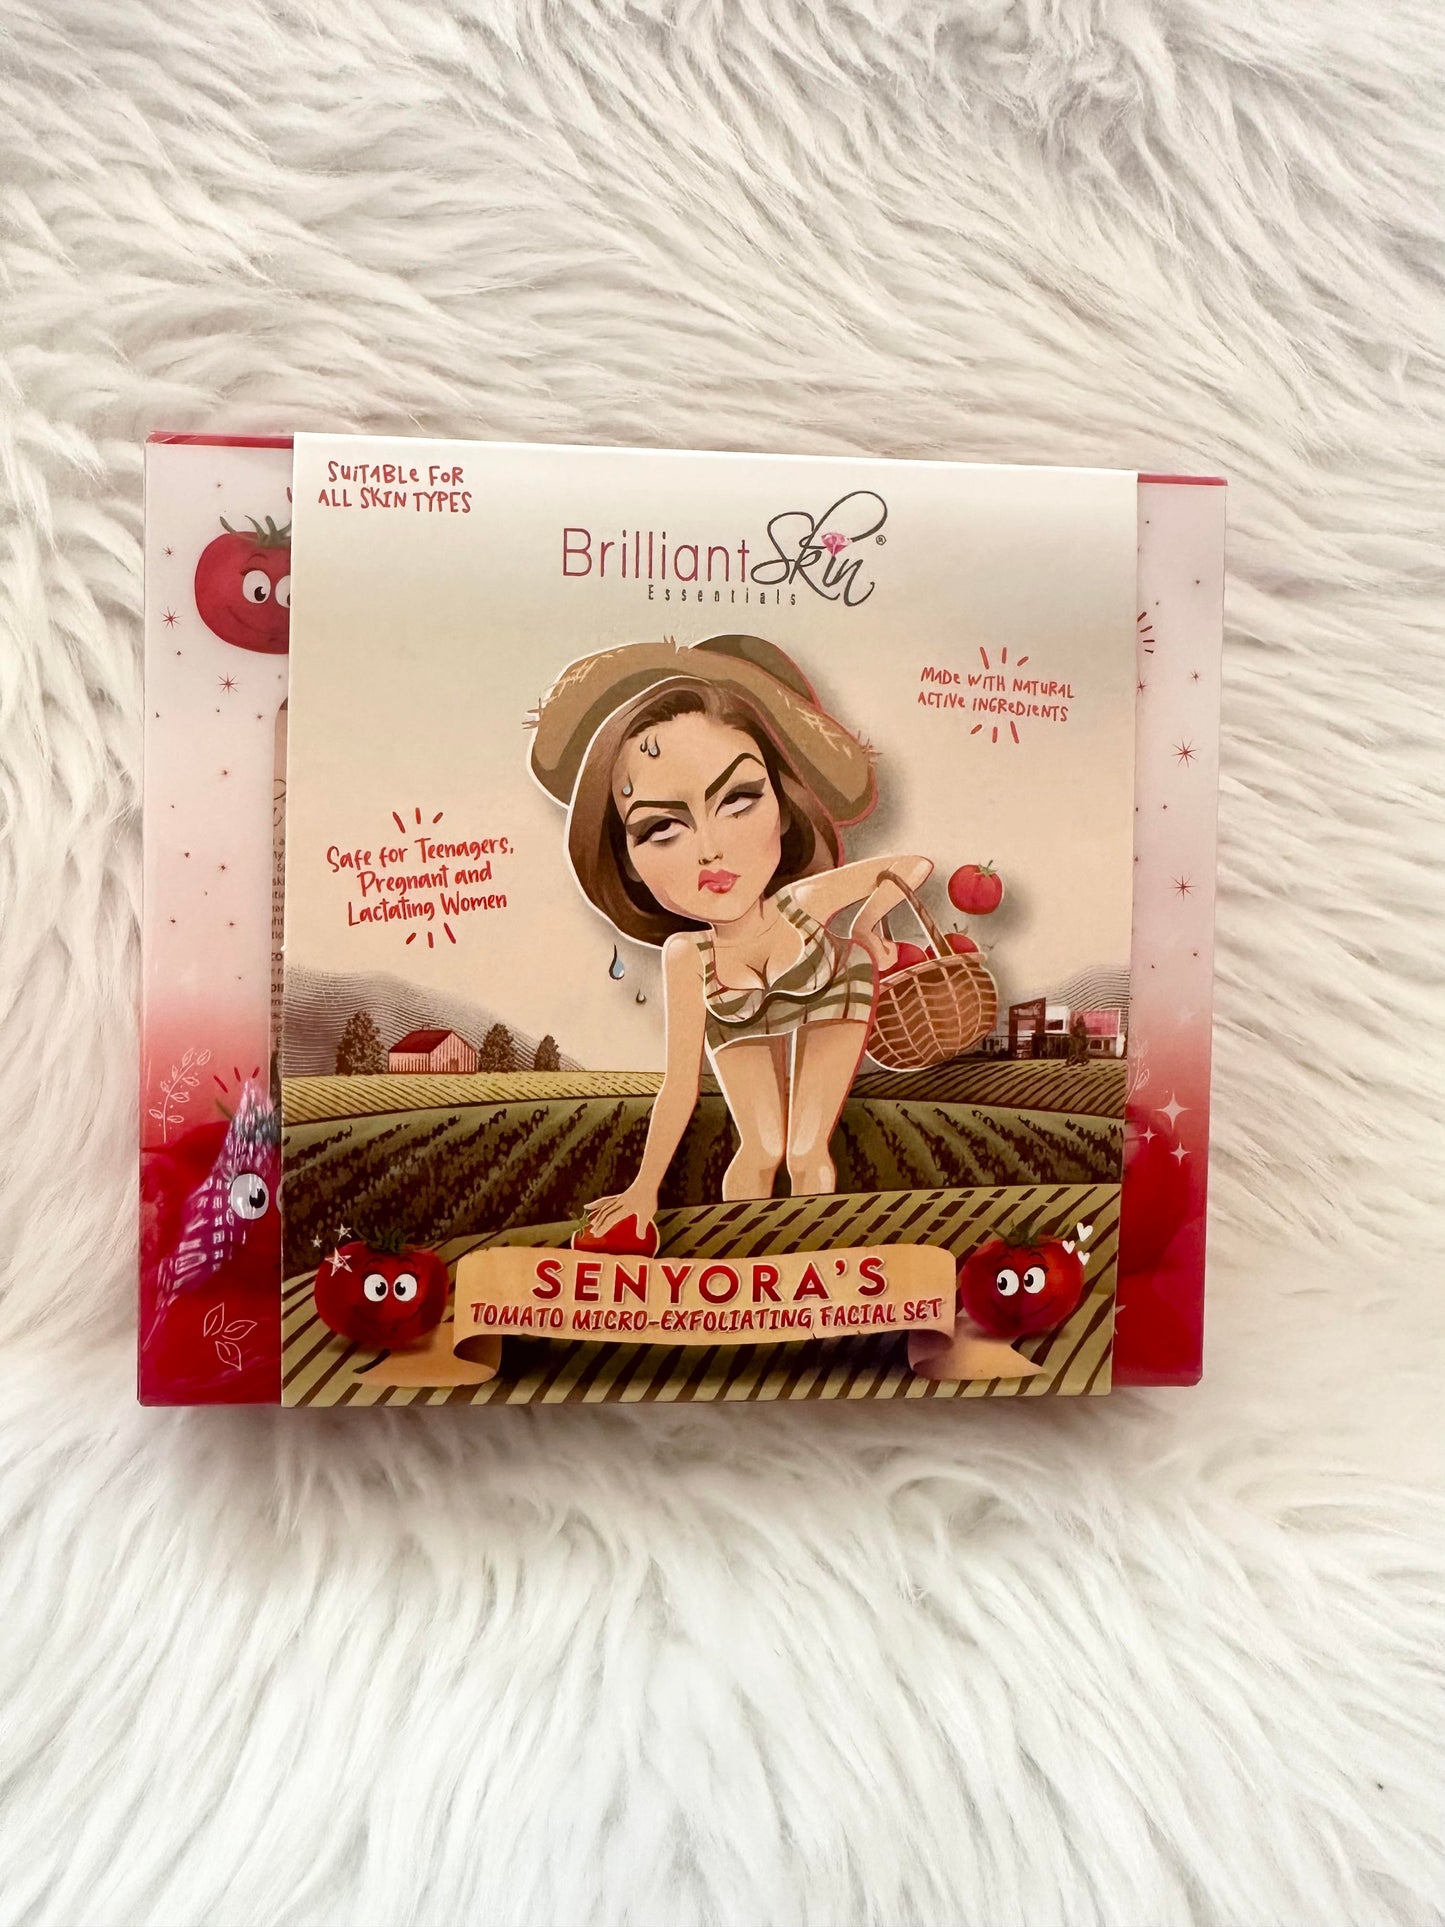 SUITABLE FOR
ALL SKIN TYPES
BrilliantSkin®
Essentials
MADE WITH NATURAL
ACTIVE INGREDIENTS
Safe for Teenagers,
Pregnant and
Lactating Women
SENYORA'S
TOMATO MICRO-EXFOLIATING FACIAL SET